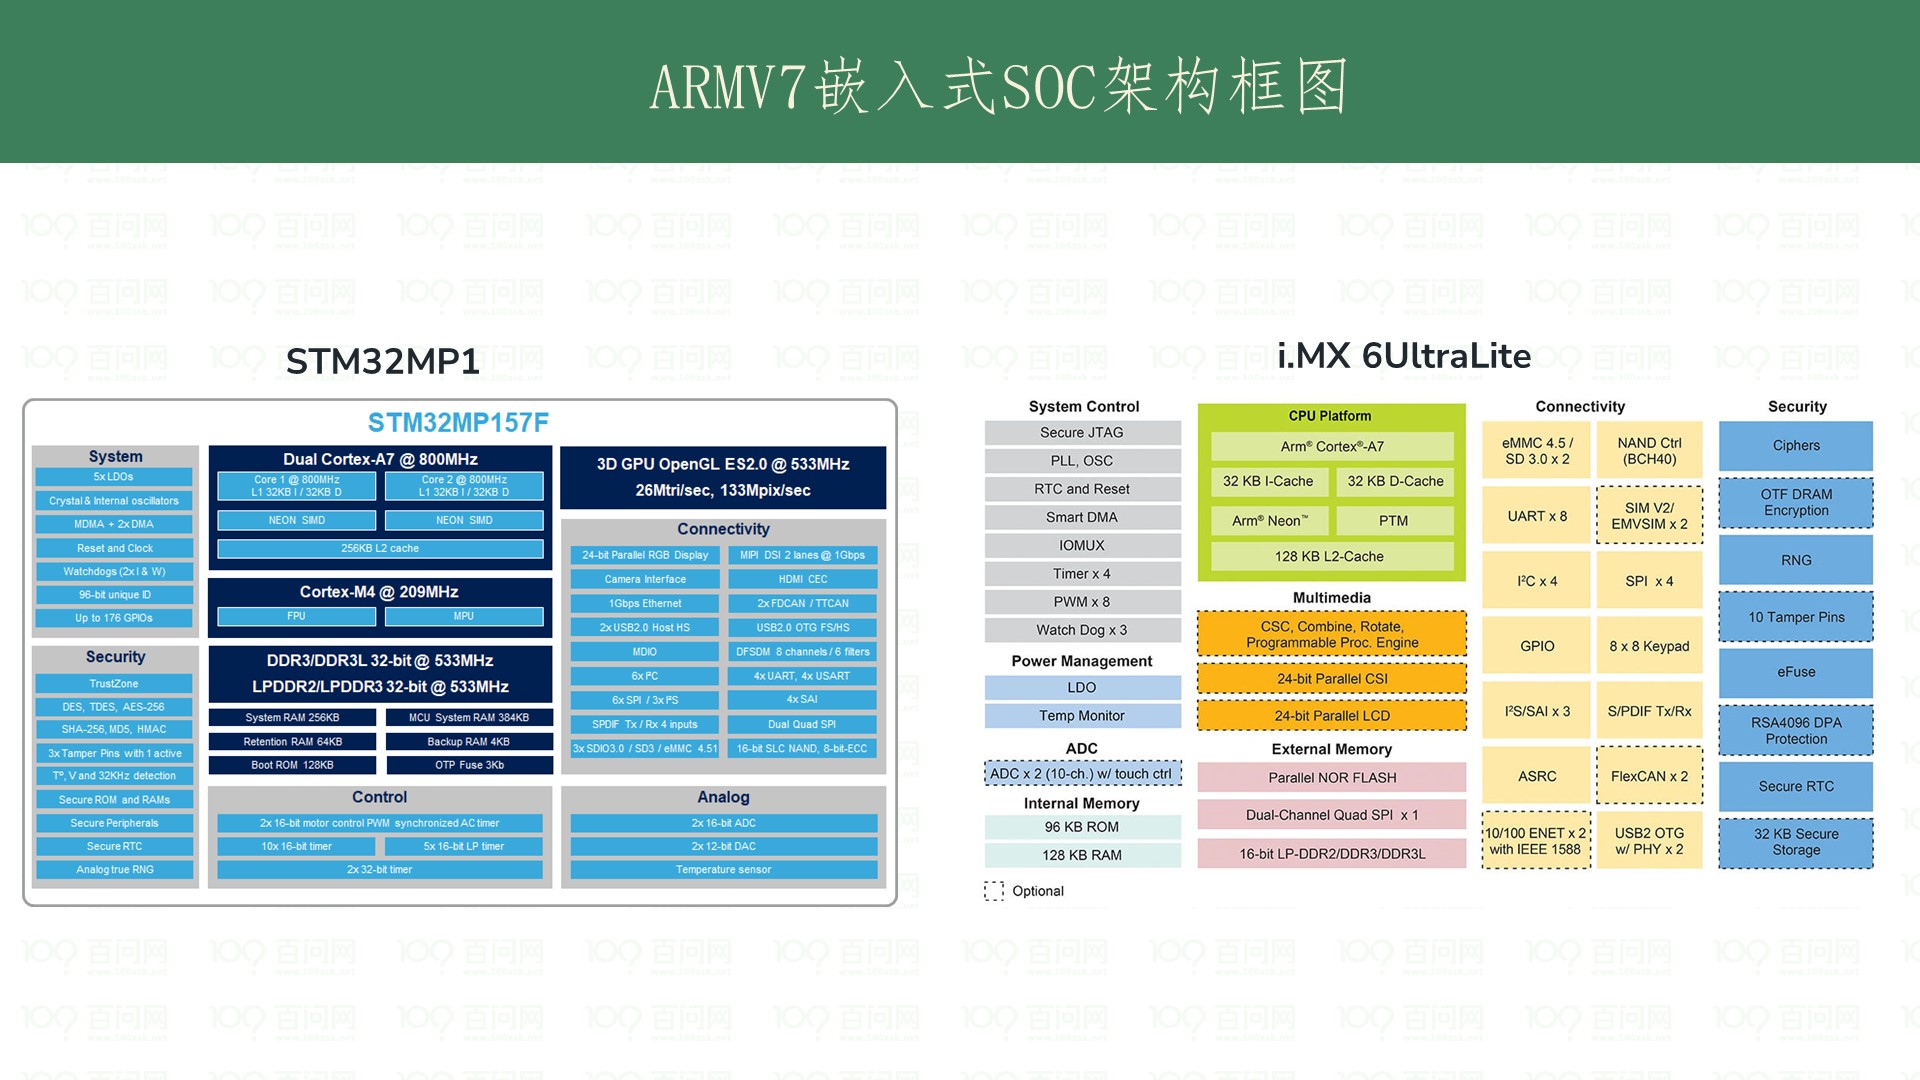 ARMV7嵌入式SOC架构框图
STM32MP1
STM32MP157F
System
5x LDOs
Crystal & Internal oscillators
MDMA + 2x DMA
Reset and Clock
Watchdogs (2x I & W)
96-bit unique ID
Up to 176 GPIOs
Security
TrustZone
DES, TDES, AES-256
SHA-256, MD5, HMAC
3x Tamper Pins with 1 active
Tº, V and 32KHz detection
Secure ROM and RAMs
Secure Peripherals
Secure RTC
Analog true RNG
Dual Cortex-A7 @ 800MHz
Core 1 @ 800MHz
L1 32KB I / 32KB D
Core 2 @ 800MHz
L1 32KB I / 32KB D
NEON SIMD
NEON SIMD
256KB L2 cache
Cortex-M4 @ 209MHz
FPU
MPU
DDR3/DDR3L 32-bit @ 533MHz
LPDDR2/LPDDR3 32-bit @ 533MHz
System RAM 256KB
MCU System RAM 384KB
Retention RAM 64KB
Backup RAM 4KB
Boot ROM 128KB
OTP Fuse 3Kb
Control
2x 16-bit motor control PWM synchronized AC timer
10x 16-bit timer
5x 16-bit LP timer
2x 32-bit timer
3D GPU OpenGL ES2.0 @ 533MHz
26Mtri/sec, 133Mpix/sec
Connectivity
24-bit Parallel RGB Display
MIPI DSI 2 lanes @ 1Gbps
Camera Interface
HDMI CEC
1Gbps Ethernet
2x FDCAN / TTCAN
2x USB2.0 Host HS
USB2.0 OTG FS/HS
MDIO
DFSDM 8 channels / 6 filters
6x I²C
4x UART, 4x USART
6x SPI / 3x I²S
4x SAI
SPDIF Tx / Rx 4 inputs
Dual Quad SPI
3x SDIO3.0 / SD3 / eMMC 4.51
16-bit SLC NAND, 8-bit-ECC
Analog
2x 16-bit ADC
2x 12-bit DAC
Temperature sensor
i.MX 6UltraLite
System Control
Secure JTAG
PLL, OSC
RTC and Reset
Smart DMA
IOMUX
Timer x 4
PWM x 8
Watch Dog x 3
Power Management
LDO
Temp Monitor
ADC
ADC x 2 (10-ch.) w/ touch ctrl
Internal Memory
96 KB ROM
128 KB RAM
Optional
CPU Platform
Arm® Cortex®-A7
32 KB I-Cache
32 KB D-Cache
Arm® Neon™
PTM
128 KB L2-Cache
Multimedia
CSC, Combine, Rotate,
Programmable Proc. Engine
24-bit Parallel CSI
24-bit Parallel LCD
External Memory
Parallel NOR FLASH
Dual-Channel Quad SPI x 1
16-bit LP-DDR2/DDR3/DDR3L
Connectivity
eMMC 4.5 /
SD 3.0 x 2
NAND Ctrl
(BCH40)
UART x 8
SIM V2/
EMVSIM x 2
I²C x 4
SPI x 4
GPIO
8 x 8 Keypad
I²S/SAI x 3
S/PDIF Tx/Rx
ASRC
FlexCAN x 2
10/100 ENET x 2
with IEEE 1588
USB2 OTG
w/ PHY x 2
Security
Ciphers
OTF DRAM
Encryption
RNG
10 Tamper Pins
eFuse
RSA4096 DPA
Protection
Secure RTC
32 KB Secure
Storage